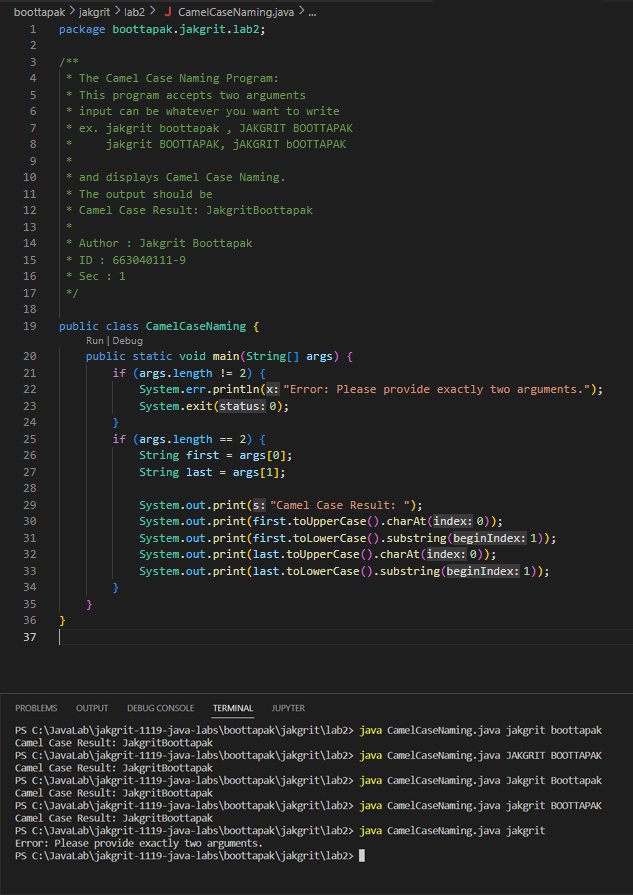 boottapak > jakgrit > lab2 > J CamelCaseNaming.java > ...
1 package boottapak.jakgrit.lab2;
2
3 /**
4  * The Camel Case Naming Program:
5  * This program accepts two arguments
6  * input can be whatever you want to write
7  * ex. jakgrit boottapak , JAKGRIT BOOTTAPAK
8  *     jakgrit BOOTTAPAK, jAKGRIT bOOTTAPAK
9  *
10  * and displays Camel Case Naming.
11  * The output should be
12  * Camel Case Result: JakgritBoottapak
13  *
14  * Author : Jakgrit Boottapak
15  * ID : 663040111-9
16  * Sec : 1
17  */
18
19 public class CamelCaseNaming {
Run | Debug
20     public static void main(String[] args) {
21         if (args.length != 2) {
22             System.err.println(x: "Error: Please provide exactly two arguments.");
23             System.exit(status: 0);
24         }
25         if (args.length == 2) {
26             String first = args[0];
27             String last = args[1];
28
29             System.out.print(s: "Camel Case Result: ");
30             System.out.print(first.toUpperCase().charAt(index: 0));
31             System.out.print(first.toLowerCase().substring(beginIndex: 1));
32             System.out.print(last.toUpperCase().charAt(index: 0));
33             System.out.print(last.toLowerCase().substring(beginIndex: 1));
34         }
35     }
36 }
37
PROBLEMS OUTPUT DEBUG CONSOLE TERMINAL JUPYTER
PS C:\JavaLab\jakgrit-1119-java-labs\boottapak\jakgrit\lab2> java CamelCaseNaming.java jakgrit boottapak
Camel Case Result: JakgritBoottapak
PS C:\JavaLab\jakgrit-1119-java-labs\boottapak\jakgrit\lab2> java CamelCaseNaming.java JAKGRIT BOOTTAPAK
Camel Case Result: JakgritBoottapak
PS C:\JavaLab\jakgrit-1119-java-labs\boottapak\jakgrit\lab2> java CamelCaseNaming.java Jakgrit Boottapak
Camel Case Result: JakgritBoottapak
PS C:\JavaLab\jakgrit-1119-java-labs\boottapak\jakgrit\lab2> java CamelCaseNaming.java jakgrit BOOTTAPAK
Camel Case Result: JakgritBoottapak
PS C:\JavaLab\jakgrit-1119-java-labs\boottapak\jakgrit\lab2> java CamelCaseNaming.java jakgrit
Error: Please provide exactly two arguments.
PS C:\JavaLab\jakgrit-1119-java-labs\boottapak\jakgrit\lab2>